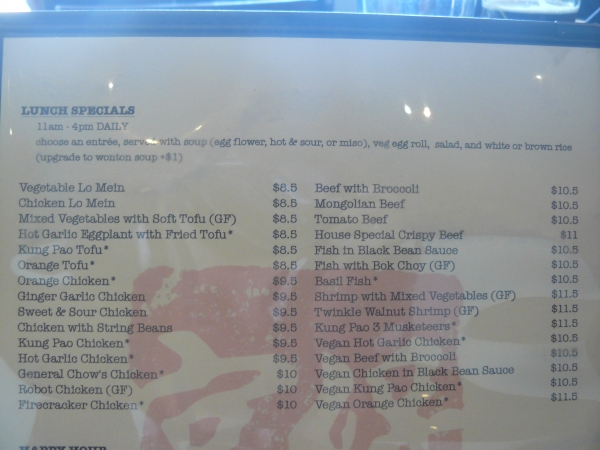 LUNCH SPECIALS
11am - 4pm DAILY
choose an entrée, served with soup (egg flower, hot & sour, or miso), veg egg roll, salad, and white or brown rice
(upgrade to wonton soup +$1)
Vegetable Lo Mein $8.5
Chicken Lo Mein $8.5
Mixed Vegetables with Soft Tofu (GF) $8.5
Hot Garlic Eggplant with Fried Tofu* $8.5
Kung Pao Tofu* $8.5
Orange Tofu* $8.5
Orange Chicken* $9.5
Ginger Garlic Chicken $9.5
Sweet & Sour Chicken $9.5
Chicken with String Beans $9.5
Kung Pao Chicken* $9.5
Hot Garlic Chicken* $9.5
General Chow's Chicken* $10
Robot Chicken (GF) $10
Firecracker Chicken* $10
Beef with Broccoli $10.5
Mongolian Beef $10.5
Tomato Beef $10.5
House Special Crispy Beef $11
Fish in Black Bean Sauce $10.5
Fish with Bok Choy (GF) $10.5
Basil Fish* $10.5
Shrimp with Mixed Vegetables (GF) $11.5
Twinkle Walnut Shrimp (GF) $11.5
Kung Pao 3 Musketeers* $11.5
Vegan Hot Garlic Chicken* $10.5
Vegan Beef with Broccoli $10.5
Vegan Chicken in Black Bean Sauce $10.5
Vegan Kung Pao Chicken* $10.5
Vegan Orange Chicken* $11.5
HAPPY HOUR